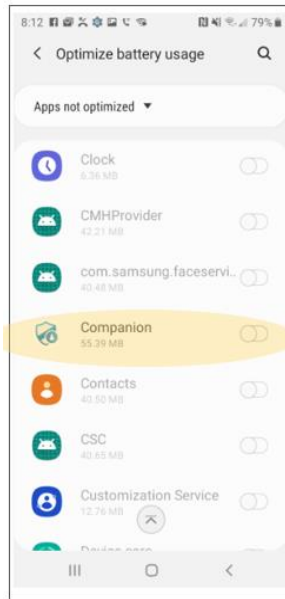 8:12 79%
Optimize battery usage
Apps not optimized
Clock
6.36 MB
CMHProvider
42.21 MB
com.samsung.faceservi..
40.48 MB
Companion
55.39 MB
Contacts
40.50 MB
CSC
40.65 MB
Customization Service
12.76 MB
Device care